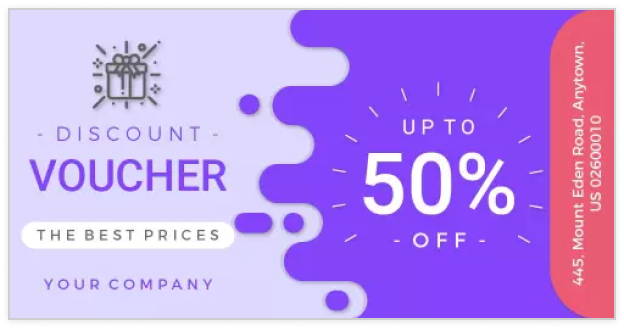 - DISCOUNT -
VOUCHER
THE BEST PRICES
YOUR COMPANY
UP TO
50%
- OFF -
445, Mount Eden Road, Anytown,
US 02600010